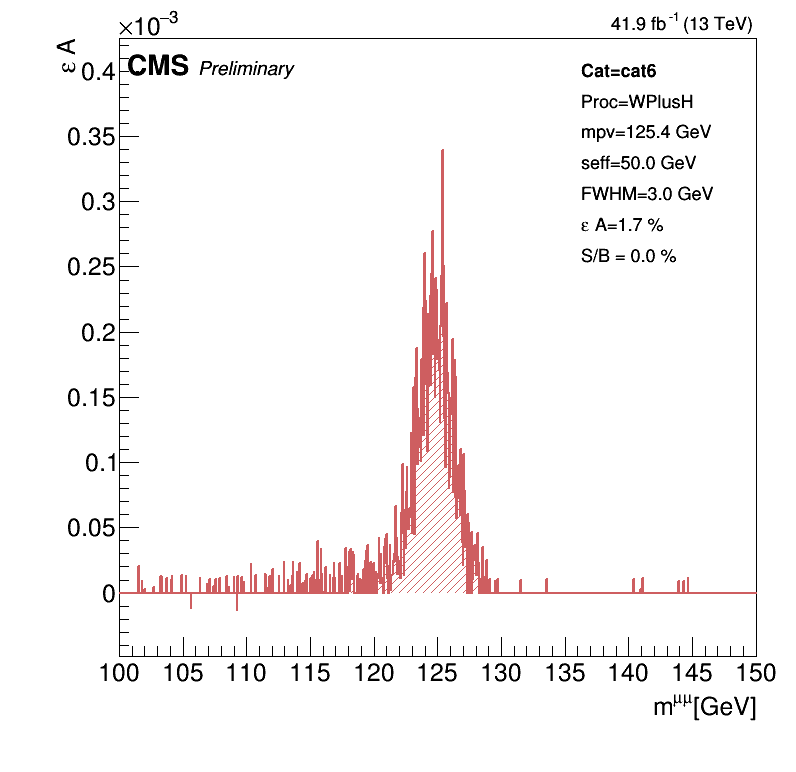 ×10⁻³
41.9 fb⁻¹ (13 TeV)
ε A
CMS Preliminary
Cat=cat6
Proc=WPlusH
mpv=125.4 GeV
seff=50.0 GeV
FWHM=3.0 GeV
ε A=1.7 %
S/B = 0.0 %
0.4
0.35
0.3
0.25
0.2
0.15
0.1
0.05
0
100 105 110 115 120 125 130 135 140 145 150
m^μμ[GeV]